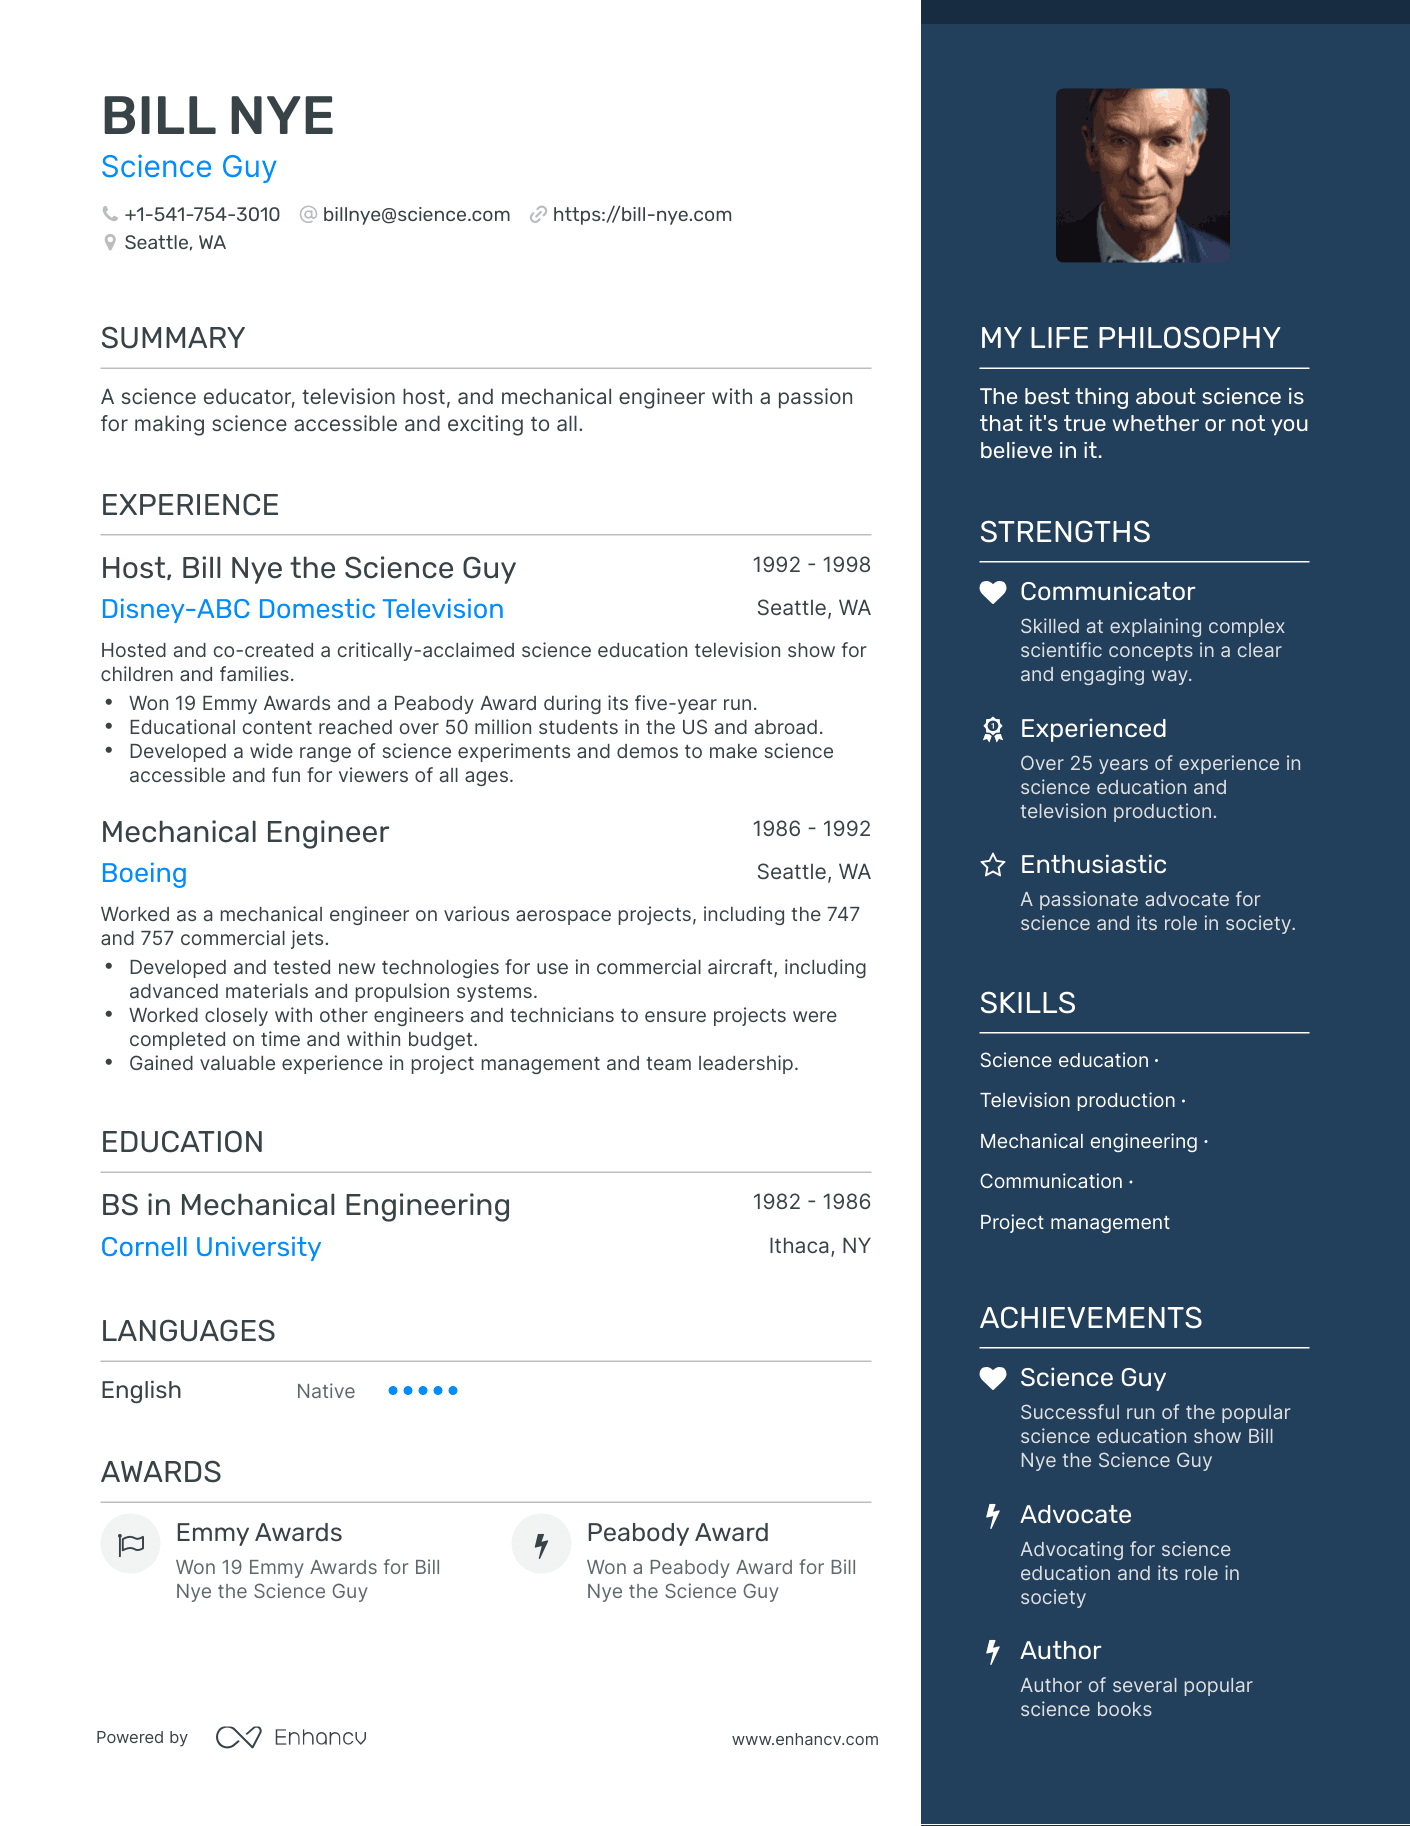 BILL NYE
Science Guy
+1-541-754-3010 @ billnye@science.com https://bill-nye.com
Seattle, WA
SUMMARY
A science educator, television host, and mechanical engineer with a passion
for making science accessible and exciting to all.
EXPERIENCE
Host, Bill Nye the Science Guy 1992 - 1998
Disney-ABC Domestic Television Seattle, WA
Hosted and co-created a critically-acclaimed science education television show for
children and families.
• Won 19 Emmy Awards and a Peabody Award during its five-year run.
• Educational content reached over 50 million students in the US and abroad.
• Developed a wide range of science experiments and demos to make science
accessible and fun for viewers of all ages.
Mechanical Engineer 1986 - 1992
Boeing Seattle, WA
Worked as a mechanical engineer on various aerospace projects, including the 747
and 757 commercial jets.
• Developed and tested new technologies for use in commercial aircraft, including
advanced materials and propulsion systems.
• Worked closely with other engineers and technicians to ensure projects were
completed on time and within budget.
• Gained valuable experience in project management and team leadership.
EDUCATION
BS in Mechanical Engineering 1982 - 1986
Cornell University Ithaca, NY
LANGUAGES
English Native
AWARDS
Emmy Awards
Won 19 Emmy Awards for Bill
Nye the Science Guy
Peabody Award
Won a Peabody Award for Bill
Nye the Science Guy
Powered by Enhancv www.enhancv.com
MY LIFE PHILOSOPHY
The best thing about science is
that it's true whether or not you
believe in it.
STRENGTHS
Communicator
Skilled at explaining complex
scientific concepts in a clear
and engaging way.
Experienced
Over 25 years of experience in
science education and
television production.
Enthusiastic
A passionate advocate for
science and its role in society.
SKILLS
Science education ·
Television production ·
Mechanical engineering ·
Communication ·
Project management
ACHIEVEMENTS
Science Guy
Successful run of the popular
science education show Bill
Nye the Science Guy
Advocate
Advocating for science
education and its role in
society
Author
Author of several popular
science books